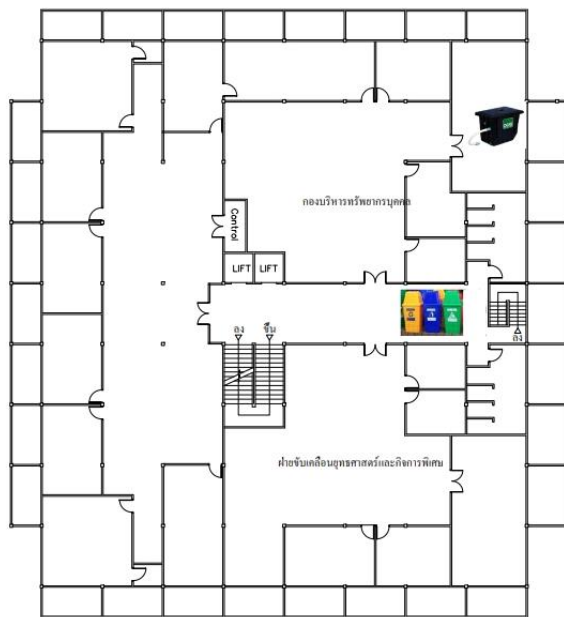 กองบริหารทรัพยากรบุคคล
Control
LIFT LIFT
ลง ขึ้น
ลง
ฝ่ายขับเคลื่อนยุทธศาสตร์และกิจการพิเศษ